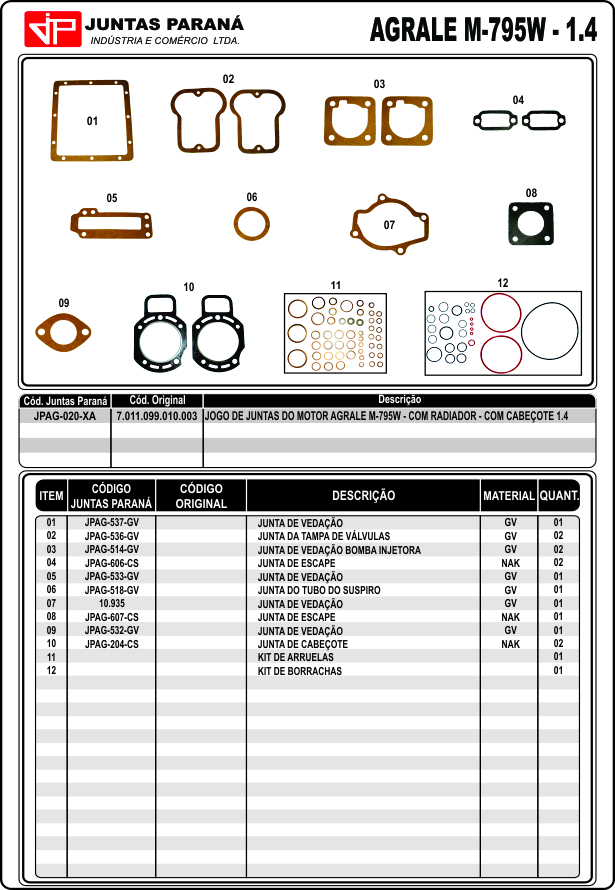 JP JUNTAS PARANÁ
INDÚSTRIA E COMÉRCIO LTDA.
AGRALE M-795W - 1.4
01
02
03
04
05
06
07
08
09
10
11
12
Cód. Juntas Paraná Cód. Original Descrição
JPAG-020-XA 7.011.099.010.003 JOGO DE JUNTAS DO MOTOR AGRALE M-795W - COM RADIADOR - COM CABEÇOTE 1.4
ITEM CÓDIGO JUNTAS PARANÁ CÓDIGO ORIGINAL DESCRIÇÃO MATERIAL QUANT.
01 JPAG-537-GV JUNTA DE VEDAÇÃO GV 01
02 JPAG-536-GV JUNTA DA TAMPA DE VÁLVULAS GV 02
03 JPAG-514-GV JUNTA DE VEDAÇÃO BOMBA INJETORA GV 02
04 JPAG-606-CS JUNTA DE ESCAPE NAK 02
05 JPAG-533-GV JUNTA DE VEDAÇÃO GV 01
06 JPAG-518-GV JUNTA DO TUBO DO SUSPIRO GV 01
07 10.935 JUNTA DE VEDAÇÃO GV 01
08 JPAG-607-CS JUNTA DE ESCAPE NAK 01
09 JPAG-532-GV JUNTA DE VEDAÇÃO GV 01
10 JPAG-204-CS JUNTA DE CABEÇOTE NAK 02
11 KIT DE ARRUELAS 01
12 KIT DE BORRACHAS 01